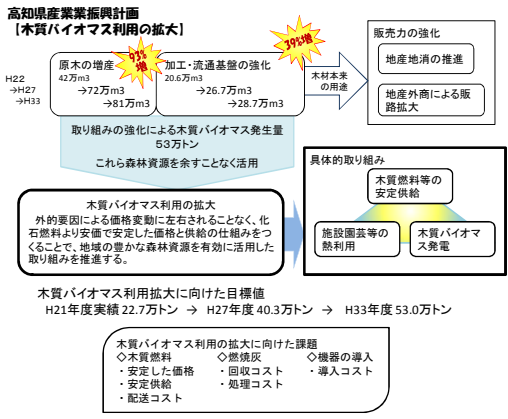 高知県産業業振興計画
【木質バイオマス利用の拡大】
H22
→H27
→H33
原木の増産
42万m3
→72万m3
→81万m3
93%増
加工・流通基盤の強化
20.6万m3
→26.7万m3
→28.7万m3
39%増
木材本来
の用途
販売力の強化
地産地消の推進
地産外商による販
路拡大
取り組みの強化による木質バイオマス発生量
53万トン
これら森林資源を余すことなく活用
木質バイオマス利用の拡大
外的要因による価格変動に左右されることなく、化
石燃料より安価で安定した価格と供給の仕組みをつ
くることで、地域の豊かな森林資源を有効に活用した
取り組みを推進する。
具体的取り組み
木質燃料等の
安定供給
施設園芸等の
熱利用
木質バイオマ
ス発電
木質バイオマス利用拡大に向けた目標値
H21年度実績 22.7万トン → H27年度 40.3万トン → H33年度 53.0万トン
木質バイオマス利用の拡大に向けた課題
◇木質燃料 ◇燃焼灰 ◇機器の導入
・安定した価格 ・回収コスト ・導入コスト
・安定供給 ・処理コスト
・配送コスト